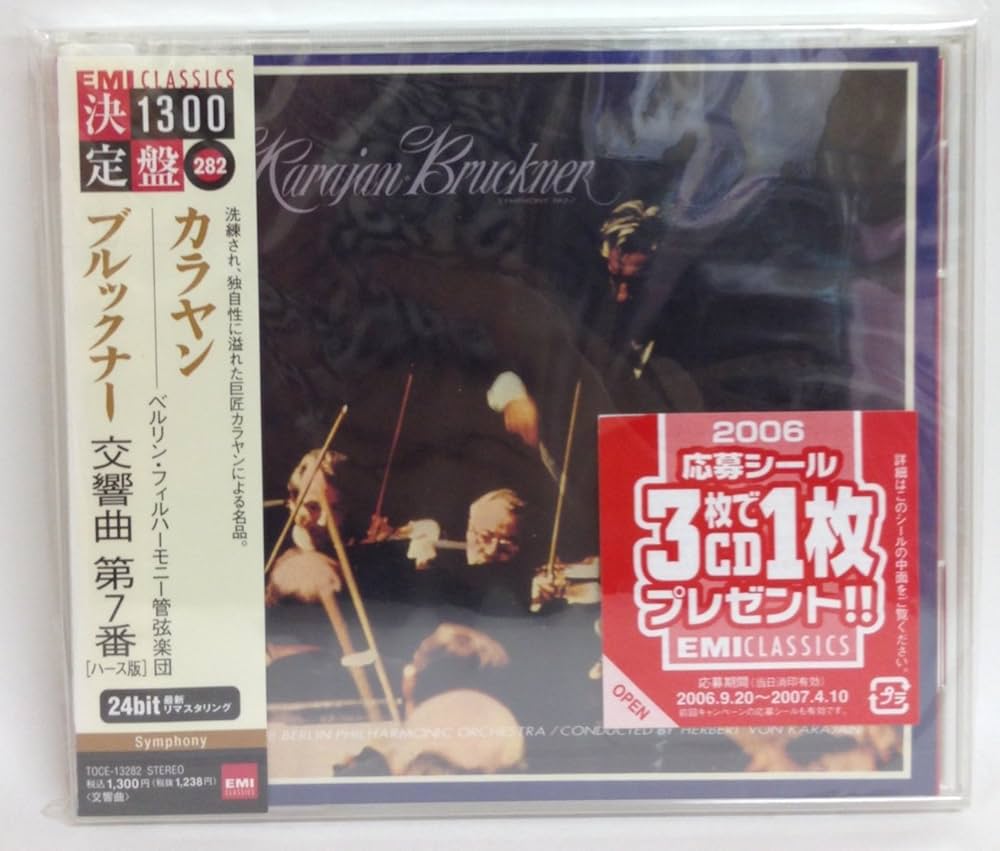 EMI CLASSICS
決定盤
1300
282
洗練され、独自性に溢れた巨匠カラヤンによる名品。
カラヤン
ベルリン・フィルハーモニー管弦楽団
ブルックナー 交響曲 第7番
[ハース版]
24bit 最新リマスタリング
Symphony
TOCE-13282 STEREO
税込1,300円(税抜1,238円)
〈交響曲〉
EMI
CLASSICS
Karajan・Bruckner
SYMPHONY NO.7
2006
応募シール
3枚でCD1枚
プレゼント!!
EMI CLASSICS
応募期間(当日消印有効)
2006.9.20~2007.4.10
前回キャンペーンの応募シールも有効です。
詳細はこのシールの中面をご覧ください。
OPEN
プラ
BERLIN PHILHARMONIC ORCHESTRA / CONDUCTED BY HERBERT VON KARAJAN